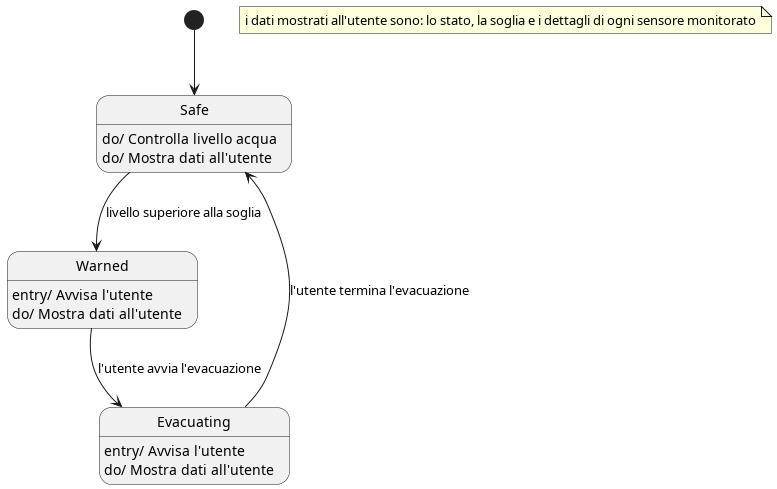 i dati mostrati all'utente sono: lo stato, la soglia e i dettagli di ogni sensore monitorato
Safe
do/ Controlla livello acqua
do/ Mostra dati all'utente
livello superiore alla soglia
Warned
entry/ Avvisa l'utente
do/ Mostra dati all'utente
l'utente termina l'evacuazione
l'utente avvia l'evacuazione
Evacuating
entry/ Avvisa l'utente
do/ Mostra dati all'utente